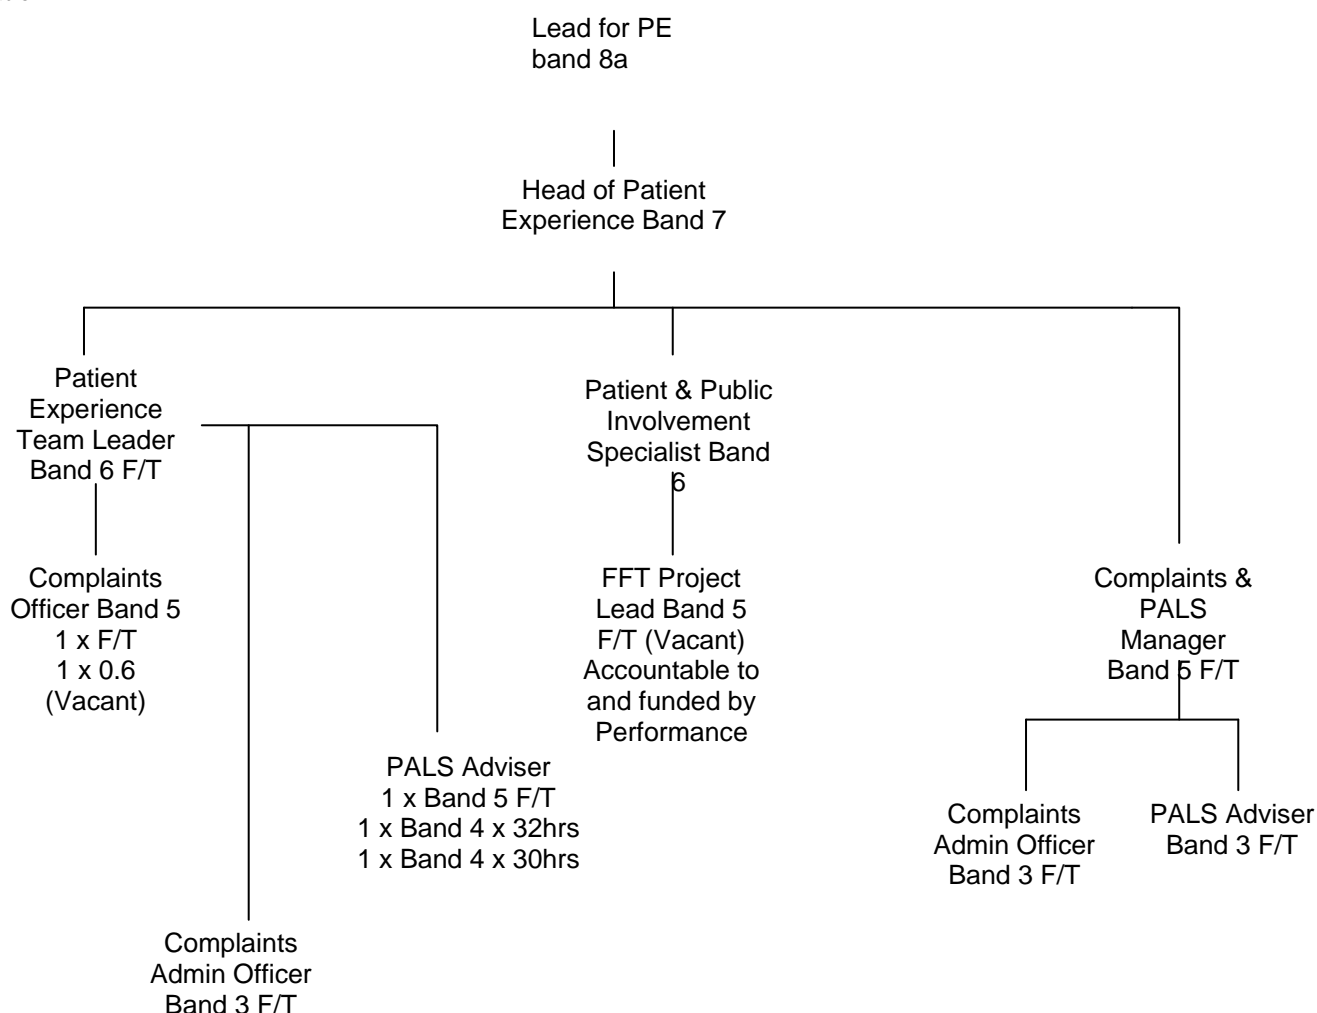 Lead for PE
band 8a
Head of Patient
Experience Band 7
Patient
Experience
Team Leader
Band 6 F/T
Patient & Public
Involvement
Specialist Band
6
Complaints
Officer Band 5
1 x F/T
1 x 0.6
(Vacant)
FFT Project
Lead Band 5
F/T (Vacant)
Accountable to
and funded by
Performance
Complaints &
PALS
Manager
Band 5 F/T
PALS Adviser
1 x Band 5 F/T
1 x Band 4 x 32hrs
1 x Band 4 x 30hrs
Complaints
Admin Officer
Band 3 F/T
PALS Adviser
Band 3 F/T
Complaints
Admin Officer
Band 3 F/T